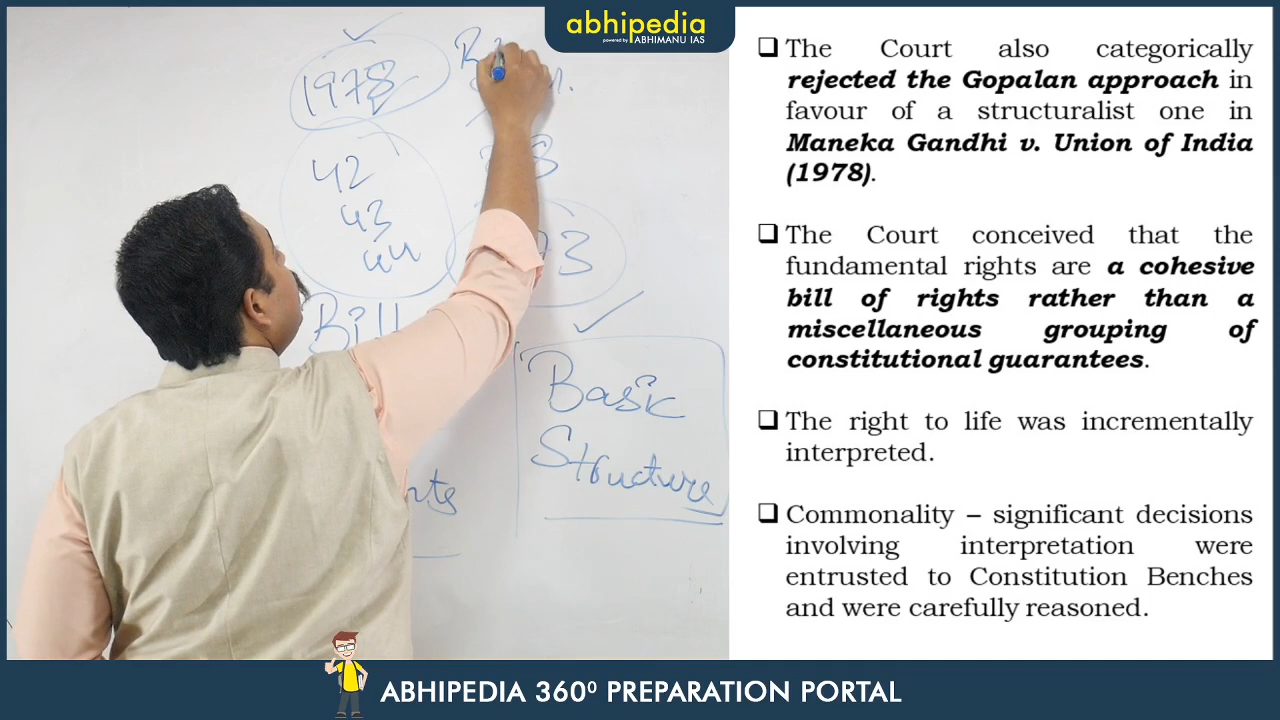 abhipedia
powered by ABHIMANU IAS
1978
42
43
44
Bill
Basic
Structure
❑ The Court also categorically
rejected the Gopalan approach in
favour of a structuralist one in
Maneka Gandhi v. Union of India
(1978).
❑ The Court conceived that the
fundamental rights are a cohesive
bill of rights rather than a
miscellaneous grouping of
constitutional guarantees.
❑ The right to life was incrementally
interpreted.
❑ Commonality – significant decisions
involving interpretation were
entrusted to Constitution Benches
and were carefully reasoned.
ABHIPEDIA 360⁰ PREPARATION PORTAL